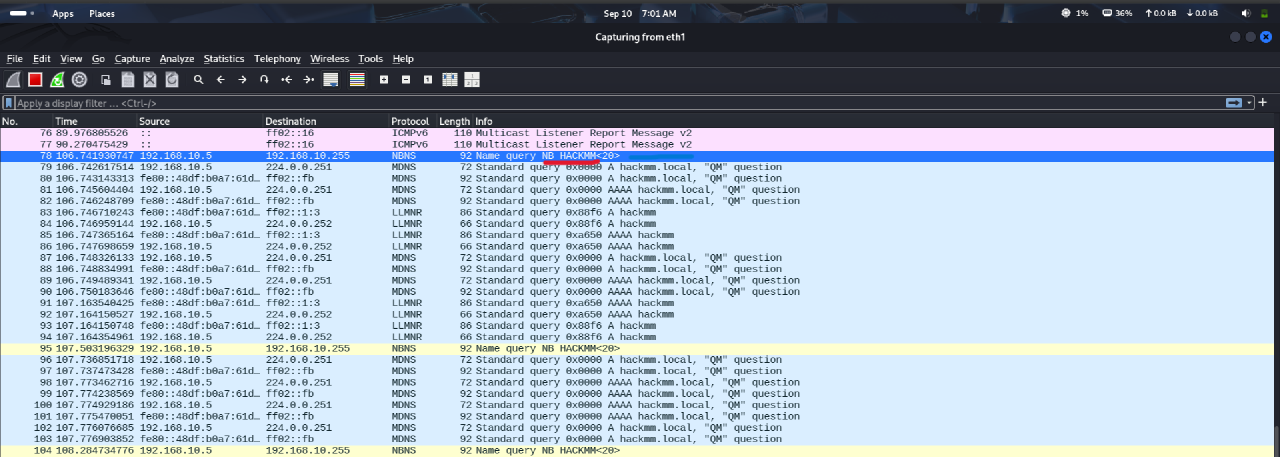 Apps Places Sep 10 7:01 AM 1% 36% ↑0.0 kB ↓0.0 kB
Capturing from eth1
File Edit View Go Capture Analyze Statistics Telephony Wireless Tools Help
Apply a display filter ... <Ctrl-/>
No. Time Source Destination Protocol Length Info
76 89.976805526 :: ff02::16 ICMPv6 110 Multicast Listener Report Message v2
77 90.270475429 :: ff02::16 ICMPv6 110 Multicast Listener Report Message v2
78 106.741930747 192.168.10.5 192.168.10.255 NBNS 92 Name query NB HACKMM<20>
79 106.742617514 192.168.10.5 224.0.0.251 MDNS 72 Standard query 0x0000 A hackmm.local, "QM" question
80 106.743143313 fe80::48df:b0a7:61d… ff02::fb MDNS 92 Standard query 0x0000 A hackmm.local, "QM" question
81 106.745604404 192.168.10.5 224.0.0.251 MDNS 72 Standard query 0x0000 AAAA hackmm.local, "QM" question
82 106.746248709 fe80::48df:b0a7:61d… ff02::fb MDNS 92 Standard query 0x0000 AAAA hackmm.local, "QM" question
83 106.746710243 fe80::48df:b0a7:61d… ff02::1:3 LLMNR 86 Standard query 0x88f6 A hackmm
84 106.746959144 192.168.10.5 224.0.0.252 LLMNR 66 Standard query 0x88f6 A hackmm
85 106.747365164 fe80::48df:b0a7:61d… ff02::1:3 LLMNR 86 Standard query 0xa650 AAAA hackmm
86 106.747698659 192.168.10.5 224.0.0.252 LLMNR 66 Standard query 0xa650 AAAA hackmm
87 106.748326133 192.168.10.5 224.0.0.251 MDNS 72 Standard query 0x0000 A hackmm.local, "QM" question
88 106.748834991 fe80::48df:b0a7:61d… ff02::fb MDNS 92 Standard query 0x0000 A hackmm.local, "QM" question
89 106.749489341 192.168.10.5 224.0.0.251 MDNS 72 Standard query 0x0000 AAAA hackmm.local, "QM" question
90 106.750183646 fe80::48df:b0a7:61d… ff02::fb MDNS 92 Standard query 0x0000 AAAA hackmm.local, "QM" question
91 107.163540425 fe80::48df:b0a7:61d… ff02::1:3 LLMNR 86 Standard query 0xa650 AAAA hackmm
92 107.164150527 192.168.10.5 224.0.0.252 LLMNR 66 Standard query 0xa650 AAAA hackmm
93 107.164150748 fe80::48df:b0a7:61d… ff02::1:3 LLMNR 86 Standard query 0x88f6 A hackmm
94 107.164354961 192.168.10.5 224.0.0.252 LLMNR 66 Standard query 0x88f6 A hackmm
95 107.503196329 192.168.10.5 192.168.10.255 NBNS 92 Name query NB HACKMM<20>
96 107.736851718 192.168.10.5 224.0.0.251 MDNS 72 Standard query 0x0000 A hackmm.local, "QM" question
97 107.737473428 fe80::48df:b0a7:61d… ff02::fb MDNS 92 Standard query 0x0000 A hackmm.local, "QM" question
98 107.773462716 192.168.10.5 224.0.0.251 MDNS 72 Standard query 0x0000 AAAA hackmm.local, "QM" question
99 107.774238569 fe80::48df:b0a7:61d… ff02::fb MDNS 92 Standard query 0x0000 AAAA hackmm.local, "QM" question
100 107.774929186 192.168.10.5 224.0.0.251 MDNS 72 Standard query 0x0000 A hackmm.local, "QM" question
101 107.775470051 fe80::48df:b0a7:61d… ff02::fb MDNS 92 Standard query 0x0000 A hackmm.local, "QM" question
102 107.776076685 192.168.10.5 224.0.0.251 MDNS 72 Standard query 0x0000 AAAA hackmm.local, "QM" question
103 107.776903852 fe80::48df:b0a7:61d… ff02::fb MDNS 92 Standard query 0x0000 AAAA hackmm.local, "QM" question
104 108.284734776 192.168.10.5 192.168.10.255 NBNS 92 Name query NB HACKMM<20>